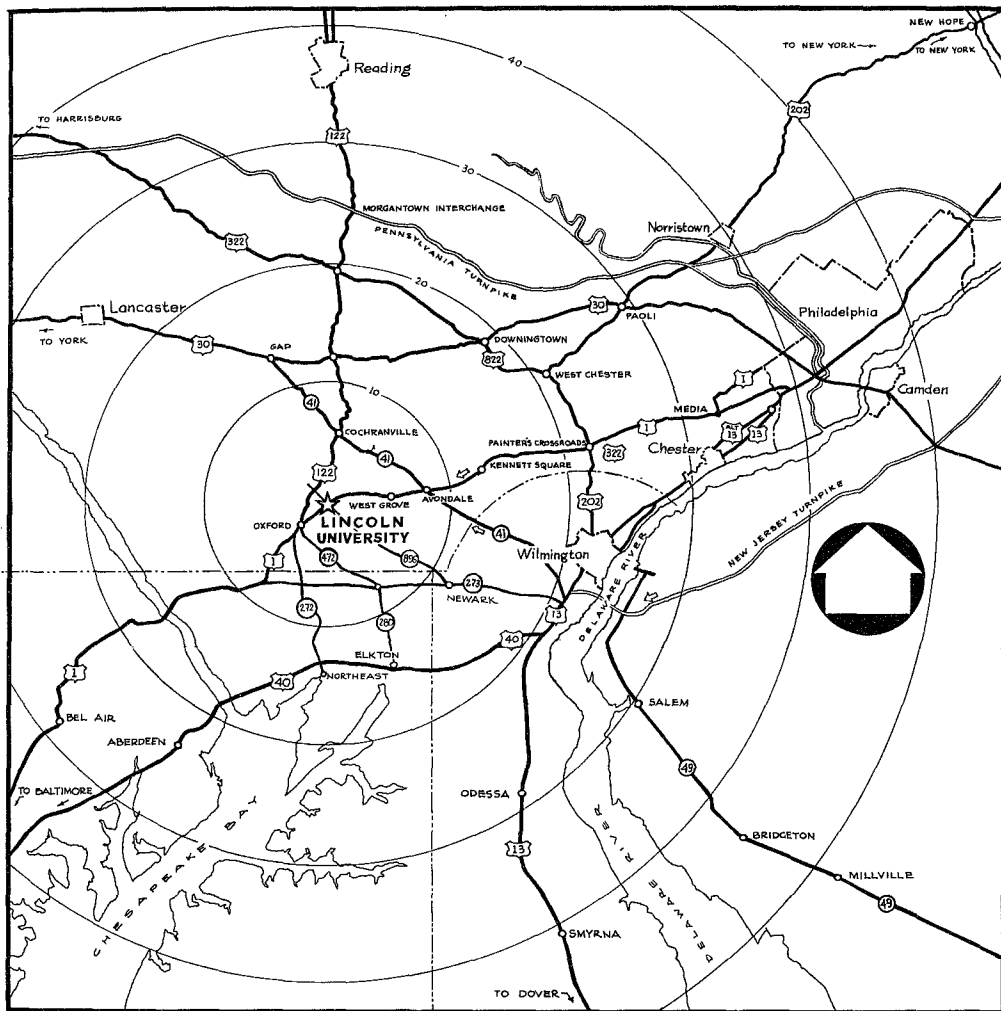 NEW HOPE
TO NEW YORK →
TO NEW YORK
40
Reading
202
TO HARRISBURG
122
30
MORGANTOWN INTERCHANGE
Norristown
322
PENNSYLVANIA TURNPIKE
20
Lancaster
30
PAOLI
Philadelphia
TO YORK
30
GAP
DOWNINGTOWN
322
WEST CHESTER
1
Camden
10
41
MEDIA
COCHRANVILLE
1
ALT 13
13
PAINTER'S CROSSROADS
322
Chester
41
KENNETT SQUARE
122
AVONDALE
WEST GROVE
202
LINCOLN
UNIVERSITY
OXFORD
41
NEW JERSEY TURNPIKE
Wilmington
1
472
896
DELAWARE RIVER
273
NEWARK
272
13
280
40
ELKTON
1
40
NORTHEAST
SALEM
BEL AIR
ABERDEEN
49
TO BALTIMORE
ODESSA
CHESAPEAKE BAY
BRIDGETON
13
DELAWARE RIVER
MILLVILLE
49
SMYRNA
TO DOVER